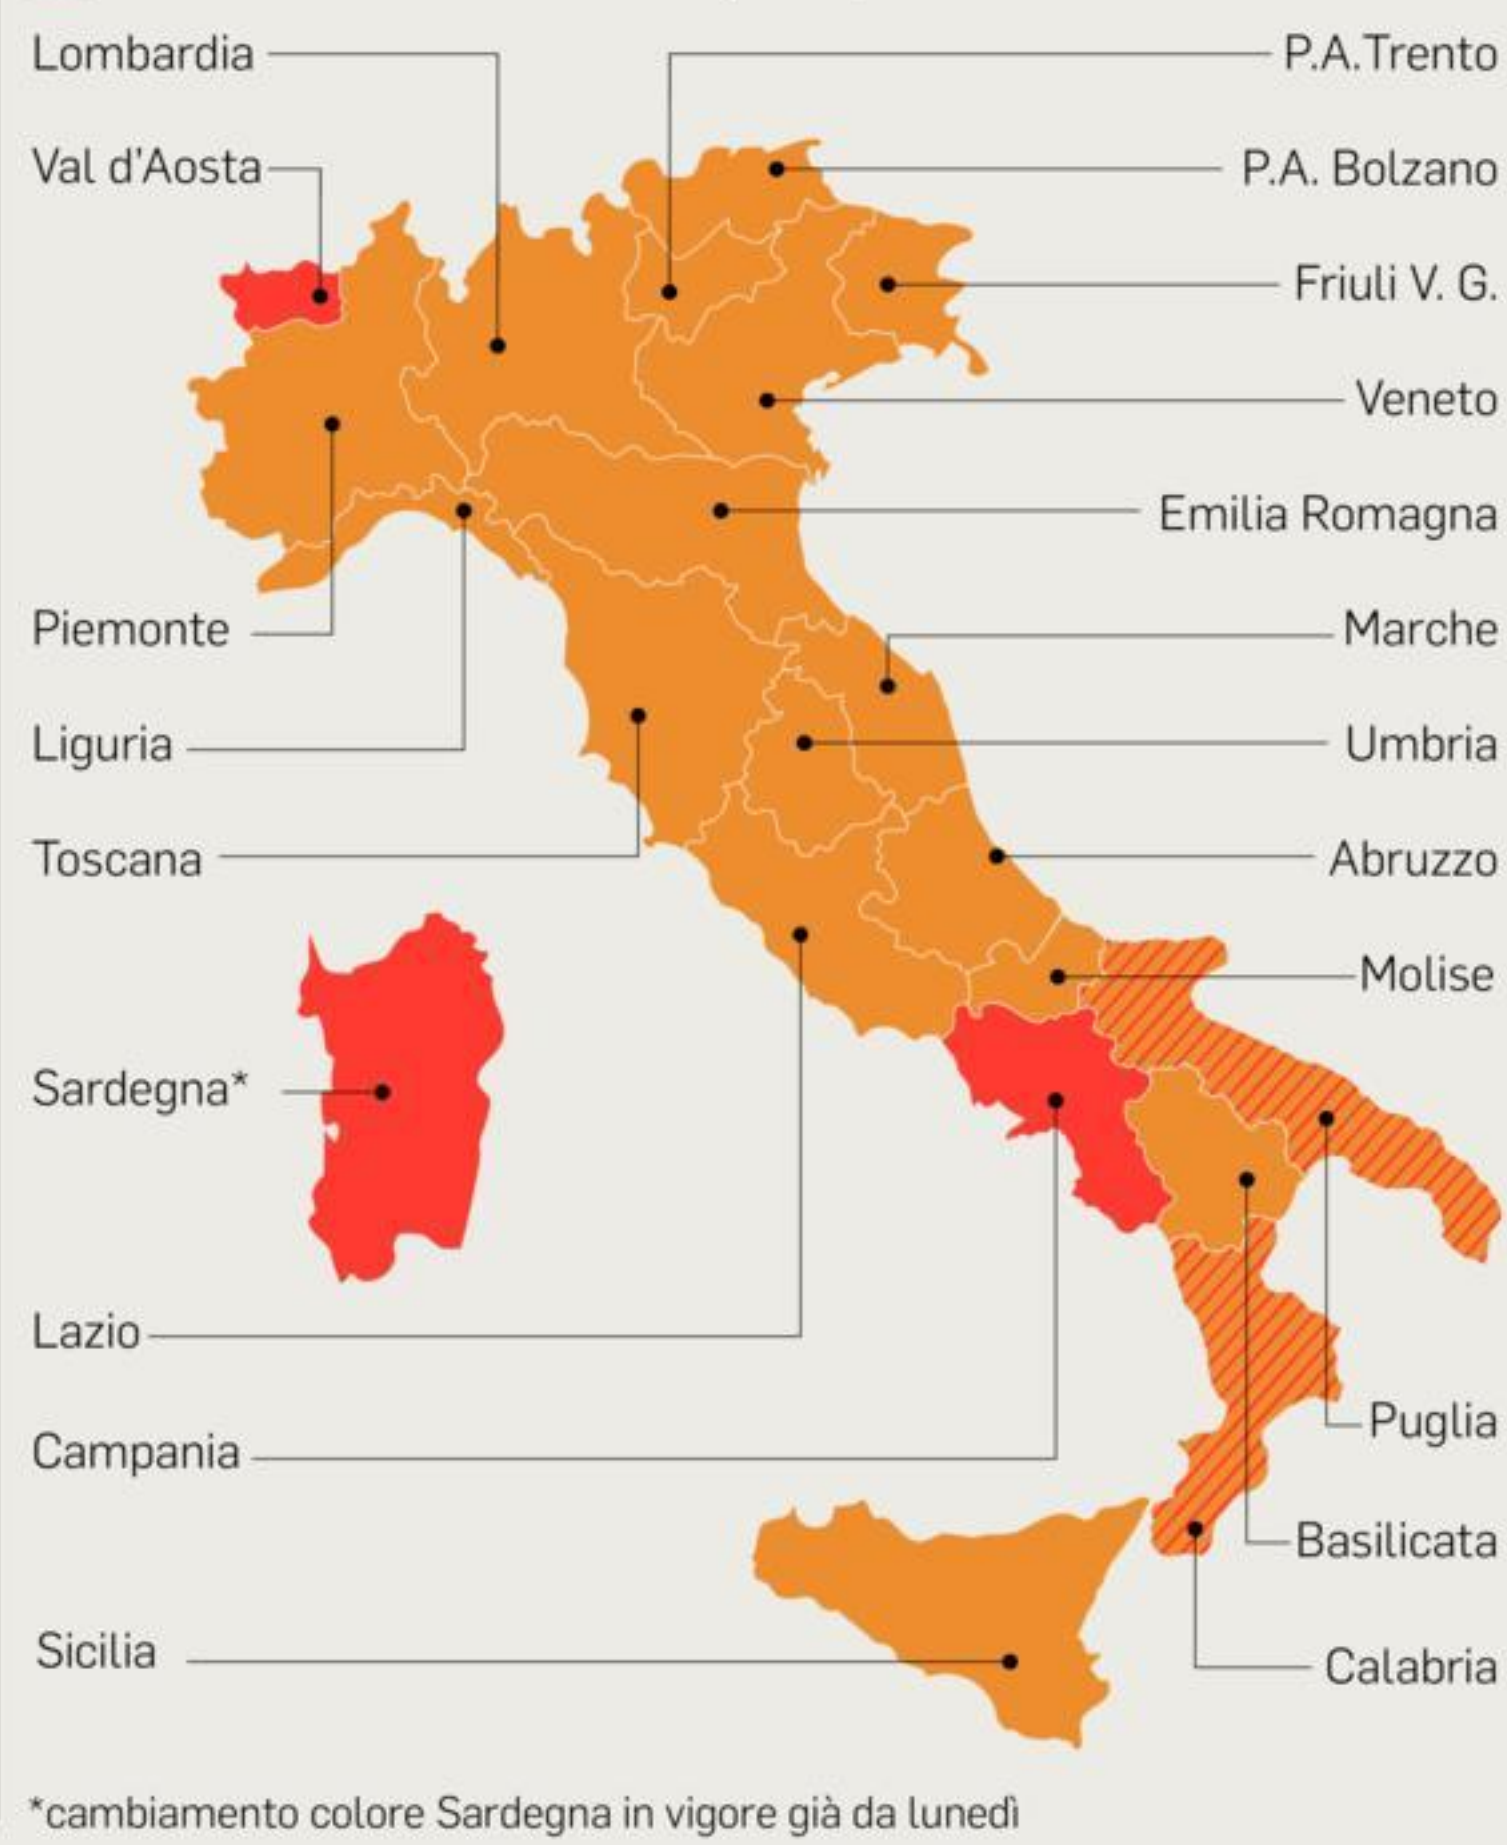 Lombardia
P.A.Trento
Val d'Aosta
P.A. Bolzano
Friuli V. G.
Veneto
Emilia Romagna
Piemonte
Marche
Liguria
Umbria
Toscana
Abruzzo
Molise
Sardegna*
Lazio
Puglia
Campania
Basilicata
Sicilia
Calabria
*cambiamento colore Sardegna in vigore già da lunedì